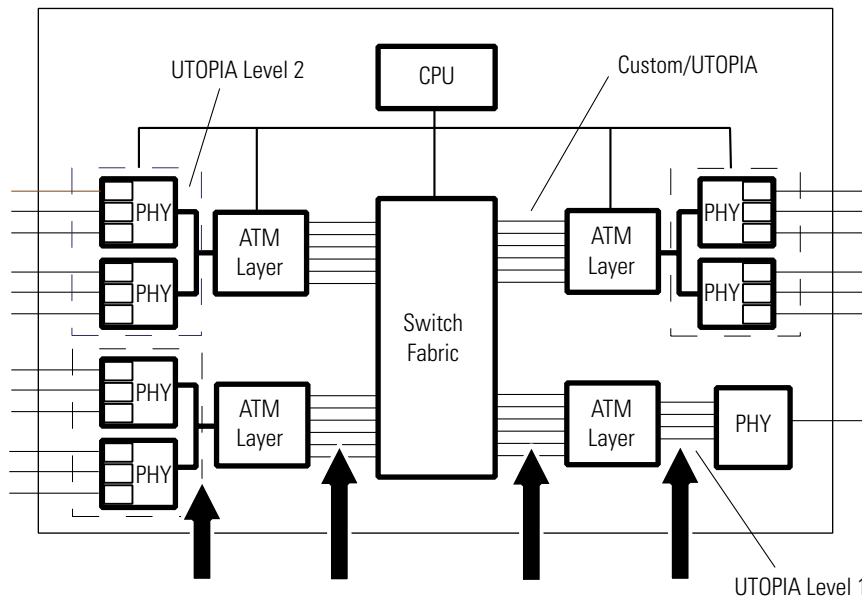 CPU
UTOPIA Level 2
Custom/UTOPIA
PHY
ATM
Layer
ATM
Layer
PHY
PHY
PHY
Switch
Fabric
PHY
ATM
Layer
ATM
Layer
PHY
PHY
UTOPIA Level 1